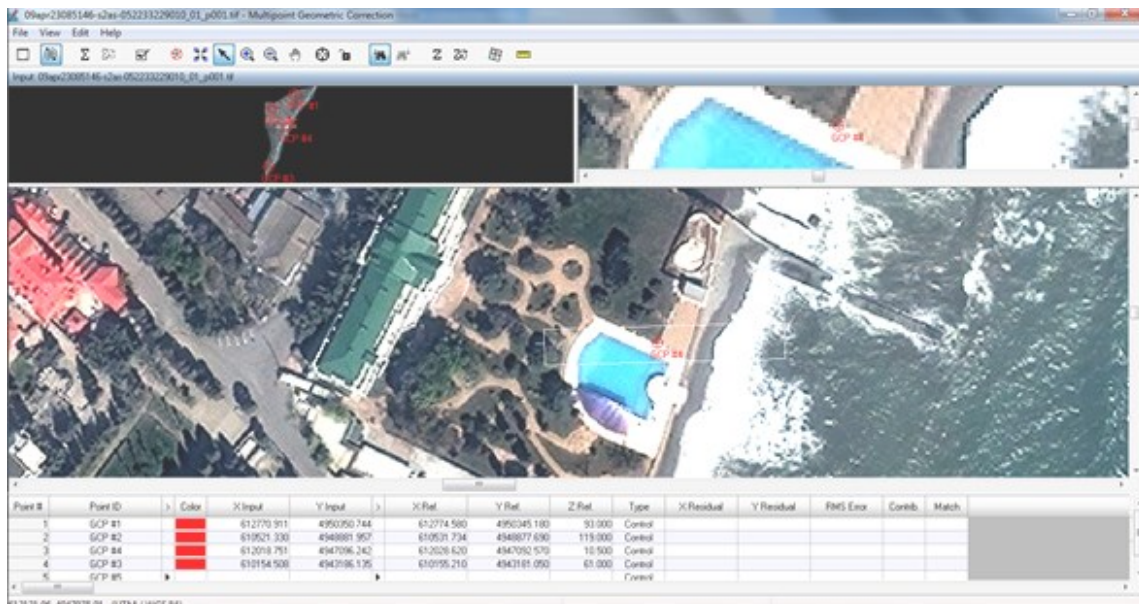 09apr23085146-s2as-052233229010_01_p001.tif - Multipoint Geometric Correction
File View Edit Help
Input: 09apr23085146-s2as-052233229010_01_p001.tif
GCP #4
GCP #3
Point # Point ID > Color X Input Y Input > X Ref. Y Ref. Z Ref. Type X Residual Y Residual RMS Error Contrib. Match
1 GCP #1 612770.911 4950350.744 612774.580 4950345.180 93.000 Control
2 GCP #2 610521.330 4948881.957 610531.734 4948877.690 119.000 Control
3 GCP #4 612018.751 4947096.242 612028.620 4947092.570 10.500 Control
4 GCP #3 610154.508 4943186.135 610155.210 4943181.050 61.000 Control
5 GCP #5 Control